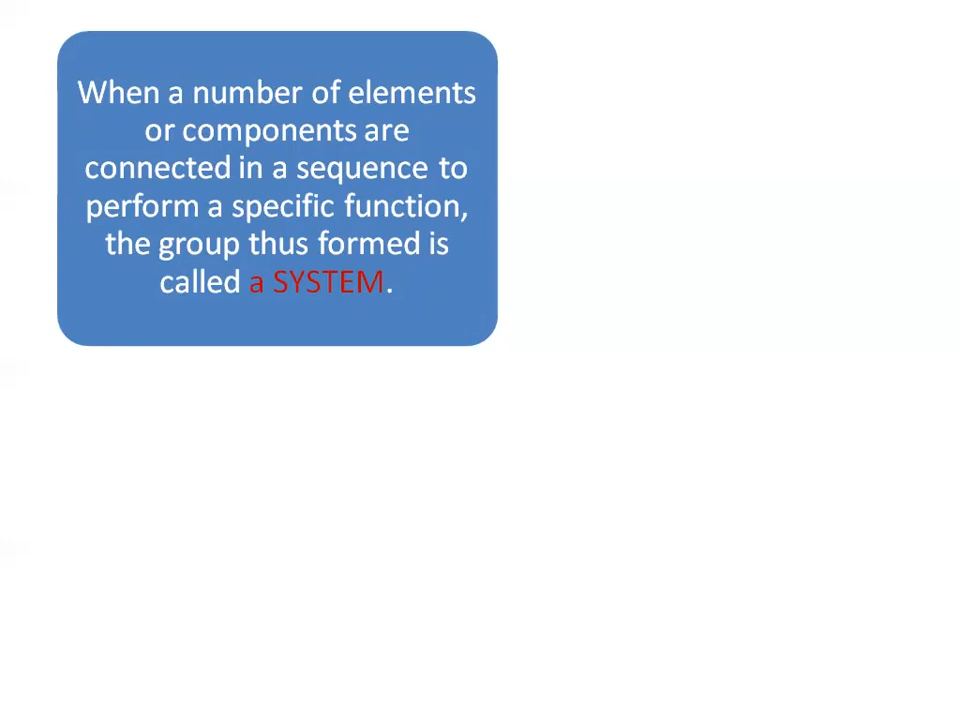 When a number of elements
or components are
connected in a sequence to
perform a specific function,
the group thus formed is
called a SYSTEM.